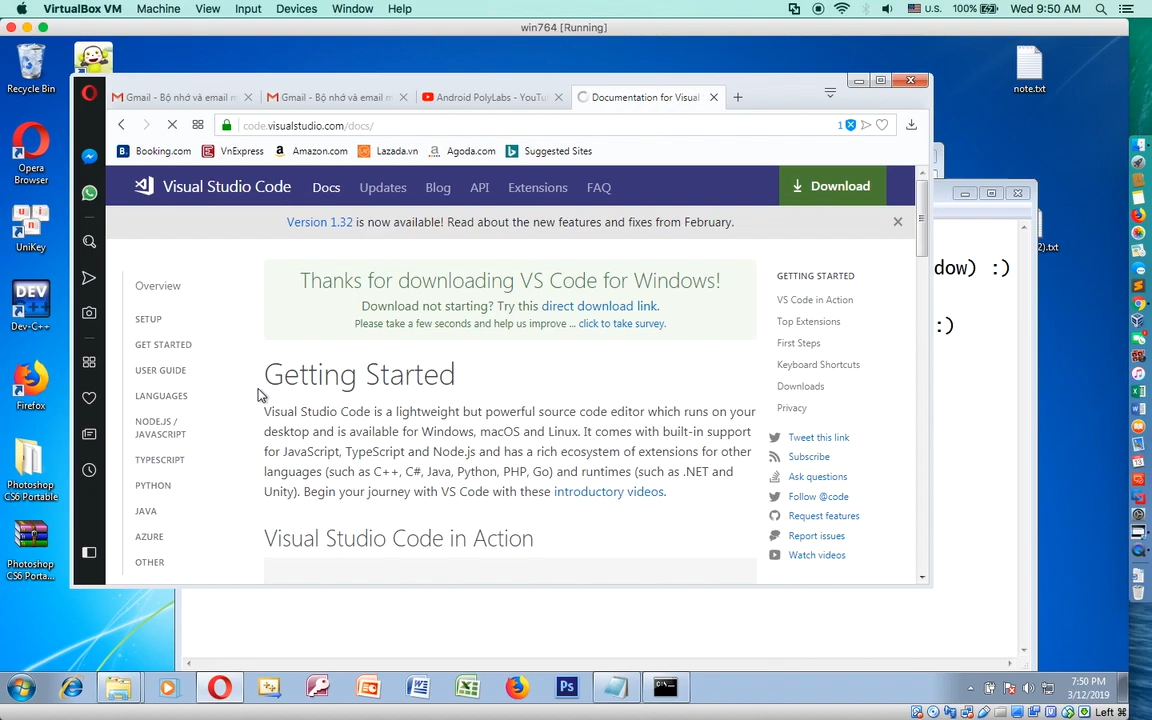 VirtualBox VM Machine View Input Devices Window Help
U.S. 100% Wed 9:50 AM
win764 [Running]
Recycle Bin
note.txt
Gmail - Bộ nhớ và email m
Gmail - Bộ nhớ và email m
Android PolyLabs - YouTu
Documentation for Visual
code.visualstudio.com/docs/
1
Booking.com VnExpress Amazon.com Lazada.vn Agoda.com Suggested Sites
Opera Browser
UniKey
DEV
Dev-C++
Firefox
Photoshop CS6 Portable
Photoshop CS6 Porta...
Visual Studio Code Docs Updates Blog API Extensions FAQ Download
Version 1.32 is now available! Read about the new features and fixes from February.
Overview
SETUP
GET STARTED
USER GUIDE
LANGUAGES
NODE.JS /
JAVASCRIPT
TYPESCRIPT
PYTHON
JAVA
AZURE
OTHER
Thanks for downloading VS Code for Windows!
Download not starting? Try this direct download link.
Please take a few seconds and help us improve ... click to take survey.
Getting Started
Visual Studio Code is a lightweight but powerful source code editor which runs on your
desktop and is available for Windows, macOS and Linux. It comes with built-in support
for JavaScript, TypeScript and Node.js and has a rich ecosystem of extensions for other
languages (such as C++, C#, Java, Python, PHP, Go) and runtimes (such as .NET and
Unity). Begin your journey with VS Code with these introductory videos.
Visual Studio Code in Action
GETTING STARTED
VS Code in Action
Top Extensions
First Steps
Keyboard Shortcuts
Downloads
Privacy
Tweet this link
Subscribe
Ask questions
Follow @code
Request features
Report issues
Watch videos
dow) :)
:)
2).txt
Ps
7:50 PM
3/12/2019
Left ⌘